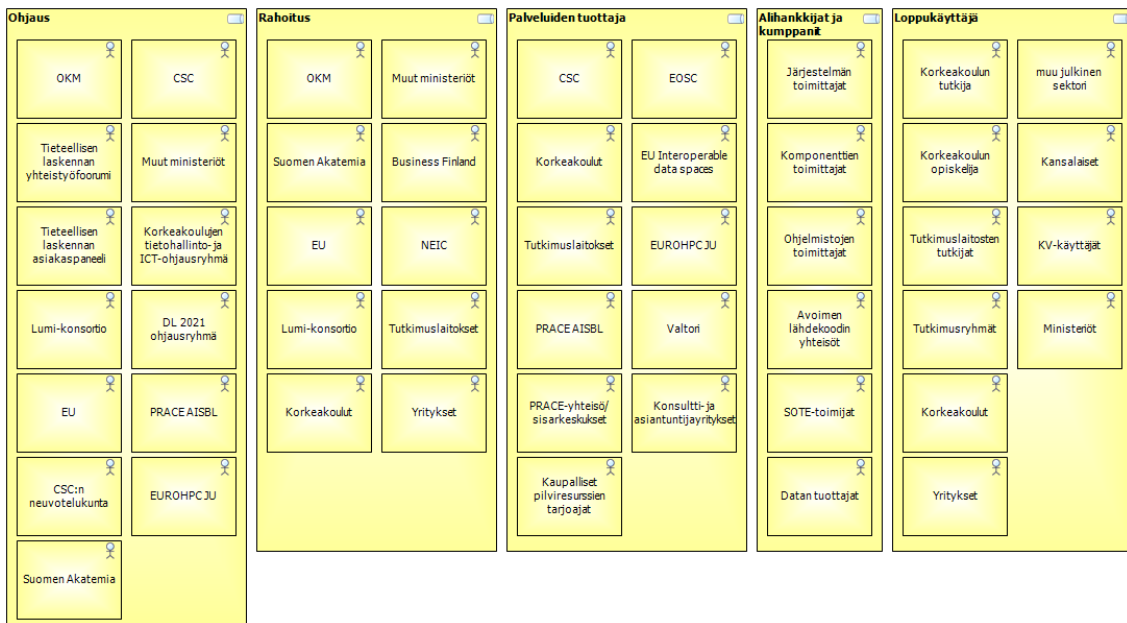 Ohjaus
OKM
CSC
Tieteellisen
laskennan
yhteistyöfoorumi
Muut ministeriöt
Tieteellisen
laskennan
asiakaspaneeli
Korkeakoulujen
tietohallinto-ja
ICT-ohjausryhmä
Lumi-konsortio
DL 2021
ohjausryhmä
EU
PRACE AISBL
CSC:n
neuvotelukunta
EUROHPC JU
Suomen Akatemia
Rahoitus
OKM
Muut ministeriöt
Suomen Akatemia
Business Finland
EU
NEIC
Lumi-konsortio
Tutkimuslaitokset
Korkeakoulut
Yritykset
Palveluiden tuottaja
CSC
EOSC
Korkeakoulut
EU Interoperable
data spaces
Tutkimuslaitokset
EUROHPC JU
PRACE AISBL
Valtori
PRACE-yhteisö/
sisarkeskukset
Konsultti-ja
asiantuntijayritykset
Kaupalliset
pilviresurssien
tarjoajat
Alihankkijat ja
kumppanit
Järjestelmän
toimittajat
Komponenttien
toimittajat
Ohjelmistojen
toimittajat
Avoimen
lähdekoodin
yhteisöt
SOTE-toimijat
Datan tuottajat
Loppukäyttäjä
Korkeakoulun
tutkija
muu julkinen
sektori
Korkeakoulun
opiskelija
Kansalaiset
Tutkimuslaitosten
tutkijat
KV-käyttäjät
Tutkimusryhmät
Ministeriöt
Korkeakoulut
Yritykset